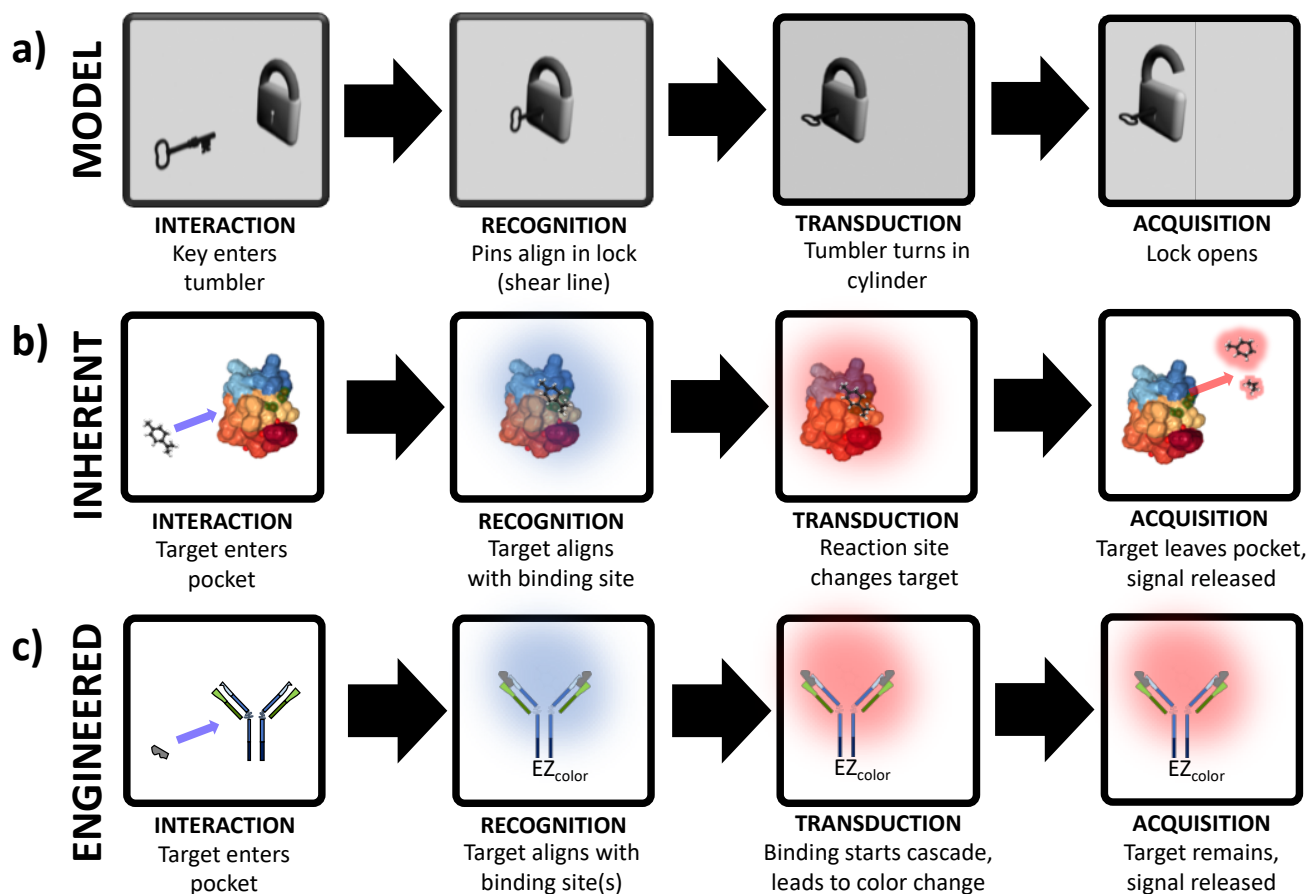 a)
MODEL
INTERACTION
Key enters
tumbler
RECOGNITION
Pins align in lock
(shear line)
TRANSDUCTION
Tumbler turns in
cylinder
ACQUISITION
Lock opens
b)
INHERENT
INTERACTION
Target enters
pocket
RECOGNITION
Target aligns
with binding site
TRANSDUCTION
Reaction site
changes target
ACQUISITION
Target leaves pocket,
signal released
c)
ENGINEERED
INTERACTION
Target enters
pocket
EZcolor
RECOGNITION
Target aligns with
binding site(s)
EZcolor
TRANSDUCTION
Binding starts cascade,
leads to color change
EZcolor
ACQUISITION
Target remains,
signal released